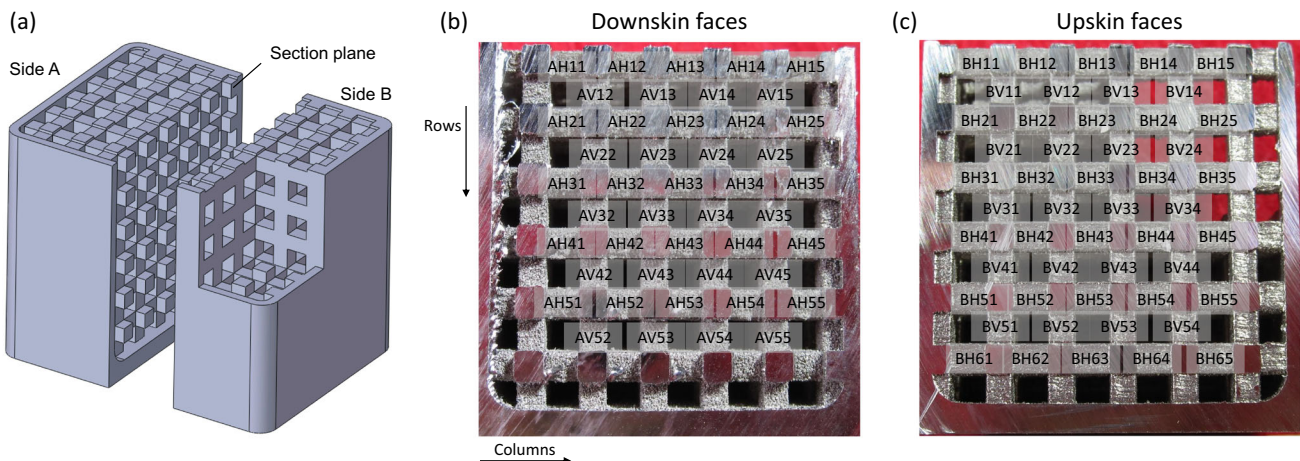 (a)
Side A
Section plane
Side B
(b)
Downskin faces
Rows
AH11 AH12 AH13 AH14 AH15
AV12 AV13 AV14 AV15
AH21 AH22 AH23 AH24 AH25
AV22 AV23 AV24 AV25
AH31 AH32 AH33 AH34 AH35
AV32 AV33 AV34 AV35
AH41 AH42 AH43 AH44 AH45
AV42 AV43 AV44 AV45
AH51 AH52 AH53 AH54 AH55
AV52 AV53 AV54 AV55
Columns
(c)
Upskin faces
BH11 BH12 BH13 BH14 BH15
BV11 BV12 BV13 BV14
BH21 BH22 BH23 BH24 BH25
BV21 BV22 BV23 BV24
BH31 BH32 BH33 BH34 BH35
BV31 BV32 BV33 BV34
BH41 BH42 BH43 BH44 BH45
BV41 BV42 BV43 BV44
BH51 BH52 BH53 BH54 BH55
BV51 BV52 BV53 BV54
BH61 BH62 BH63 BH64 BH65